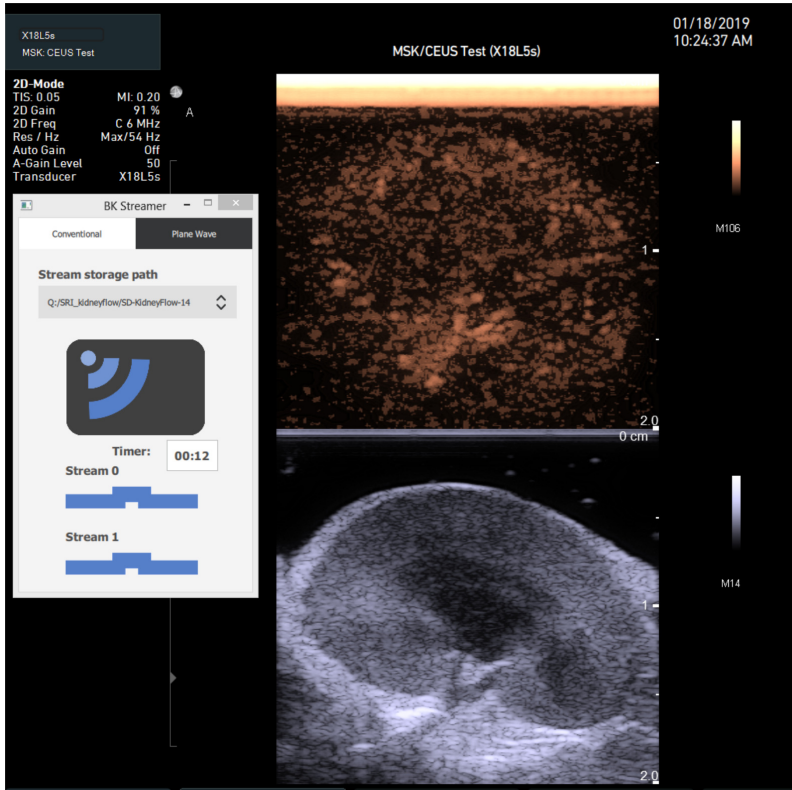 X18L5s
MSK: CEUS Test
01/18/2019
10:24:37 AM
MSK/CEUS Test (X18L5s)
2D-Mode
TIS: 0.05 MI: 0.20
2D Gain 91 %
2D Freq C 6 MHz
Res / Hz Max/54 Hz
Auto Gain Off
A-Gain Level 50
Transducer X18L5s
A
BK Streamer
Conventional Plane Wave
Stream storage path
Q:/SRI_kidneyflow/SD-KidneyFlow-14
Timer: 00:12
Stream 0
Stream 1
M106
1
2.0
0 cm
M14
1
2.0